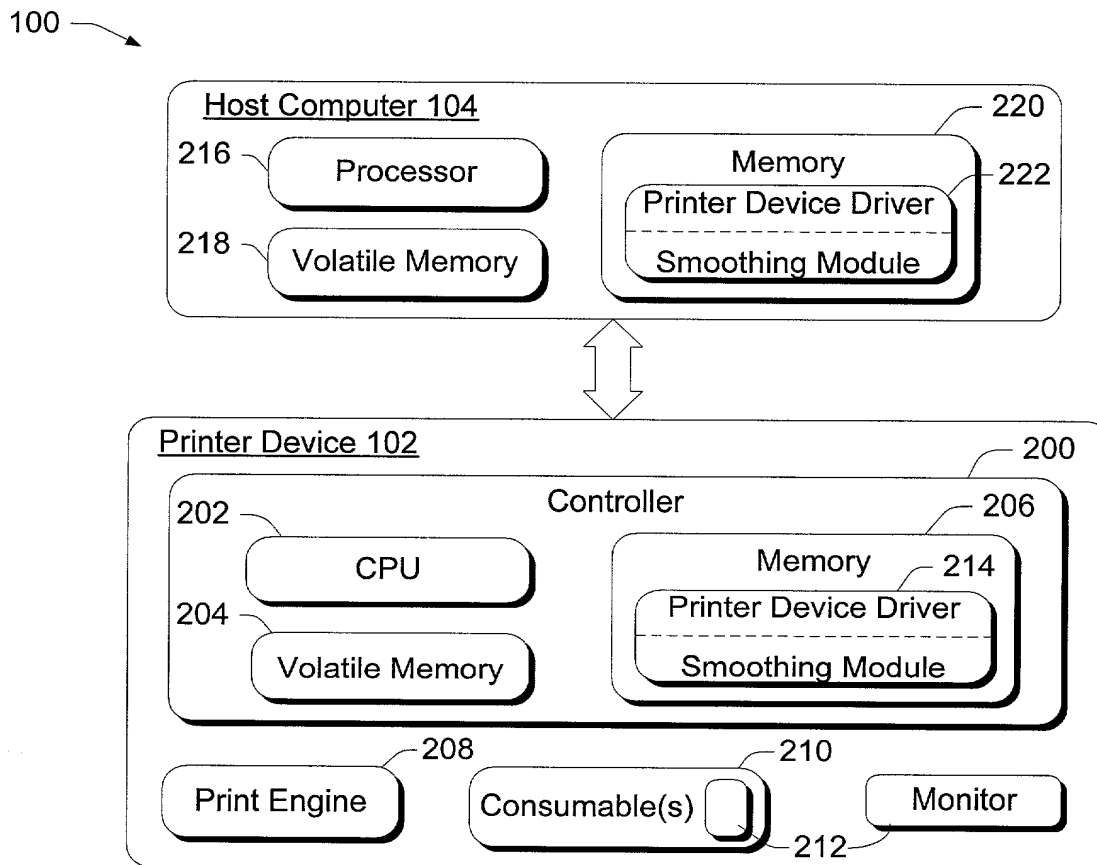 100
Host Computer 104
220
216
Processor
Memory
222
Printer Device Driver
218
Volatile Memory
Smoothing Module
Printer Device 102
200
Controller
202
206
CPU
Memory
214
204
Printer Device Driver
Volatile Memory
Smoothing Module
208
210
Print Engine
Consumable(s)
Monitor
212